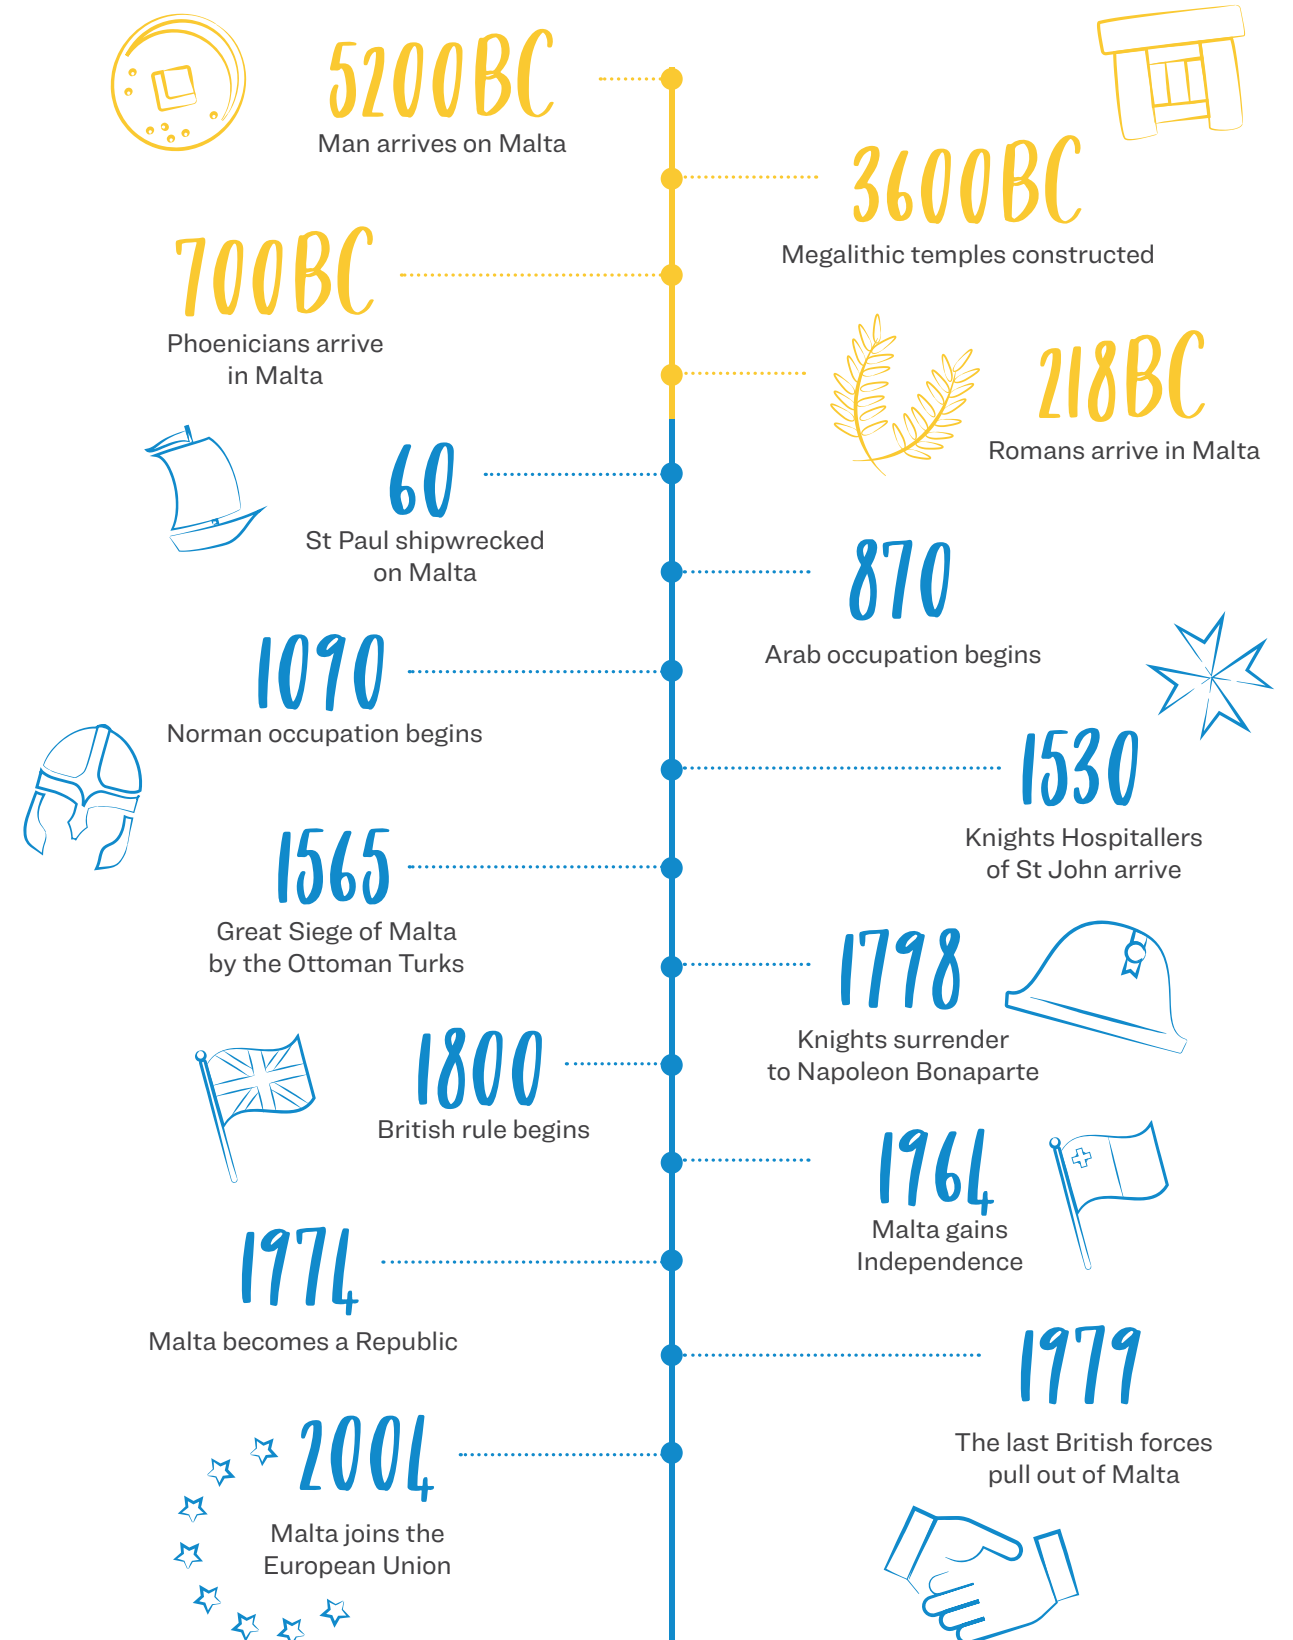 5200BC
Man arrives on Malta
3600BC
Megalithic temples constructed
700BC
Phoenicians arrive
in Malta
218BC
Romans arrive in Malta
60
St Paul shipwrecked
on Malta
870
Arab occupation begins
1090
Norman occupation begins
1530
Knights Hospitallers
of St John arrive
1565
Great Siege of Malta
by the Ottoman Turks
1798
Knights surrender
to Napoleon Bonaparte
1800
British rule begins
1964
Malta gains
Independence
1974
Malta becomes a Republic
1979
The last British forces
pull out of Malta
2004
Malta joins the
European Union